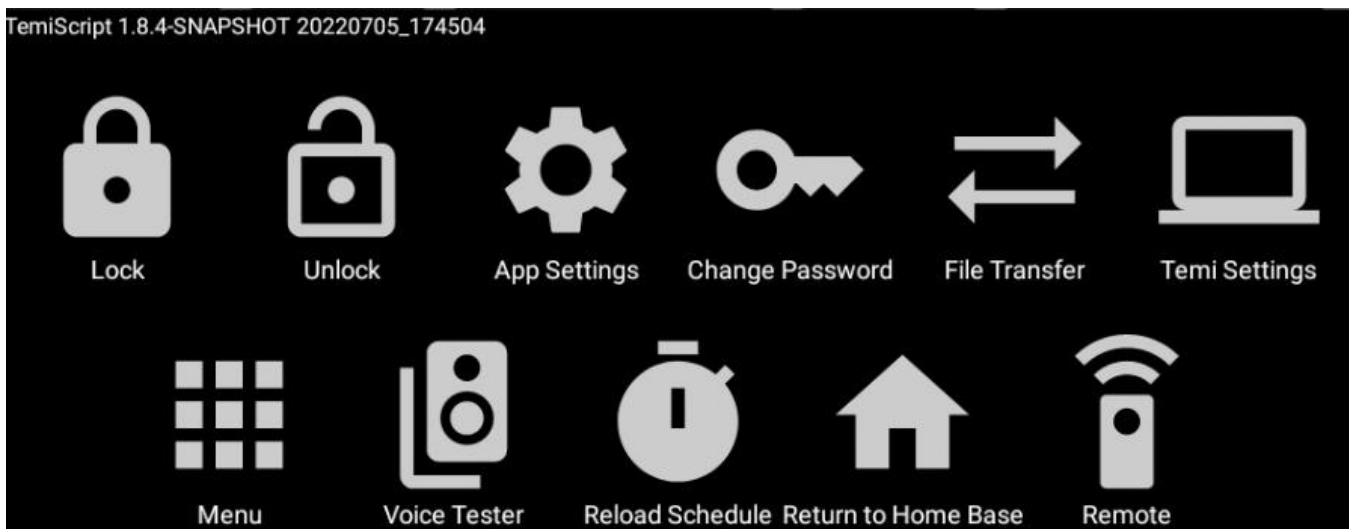 TemiScript 1.8.4-SNAPSHOT 20220705_174504
Lock Unlock App Settings Change Password File Transfer Temi Settings
Menu Voice Tester Reload Schedule Return to Home Base Remote